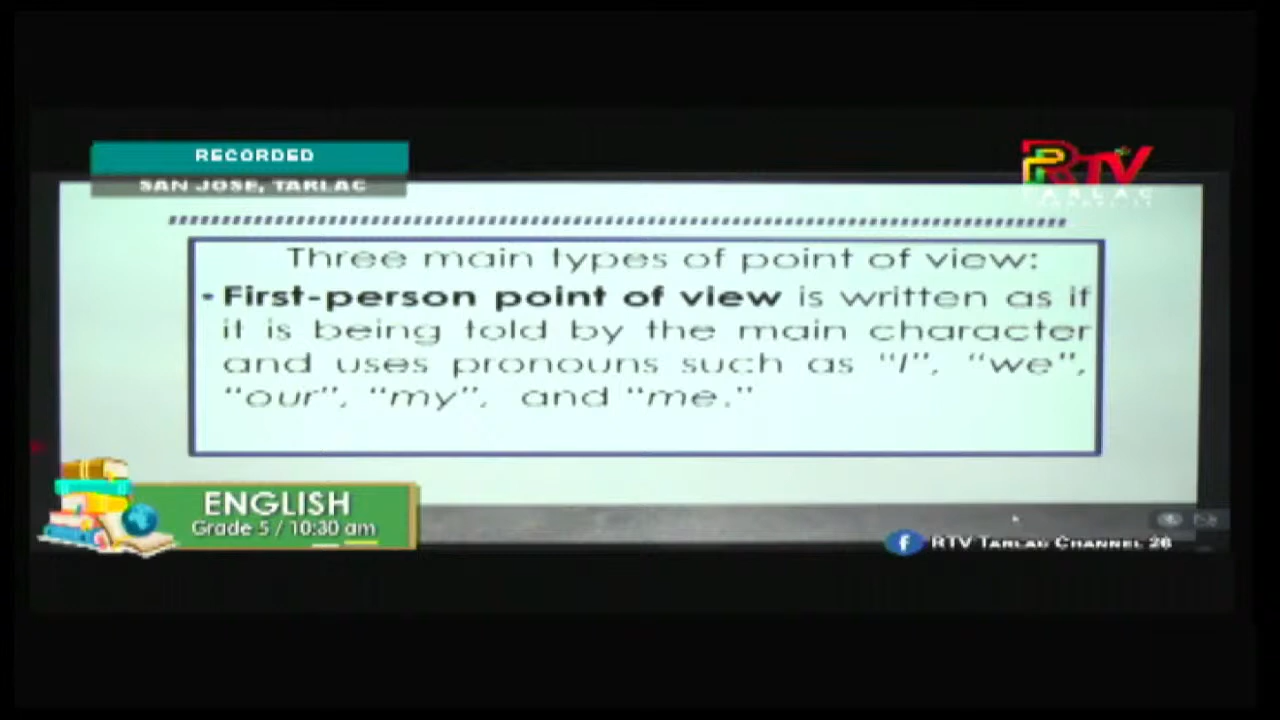 RECORDED
SAN JOSE, TARLAC
RTV
TARLAC
Three main types of point of view:
• First-person point of view is written as if
it is being told by the main character
and uses pronouns such as “I”, “we”,
“our”, “my”, and “me.”
ENGLISH
Grade 5 / 10:30 am
RTV TARLAC CHANNEL 26